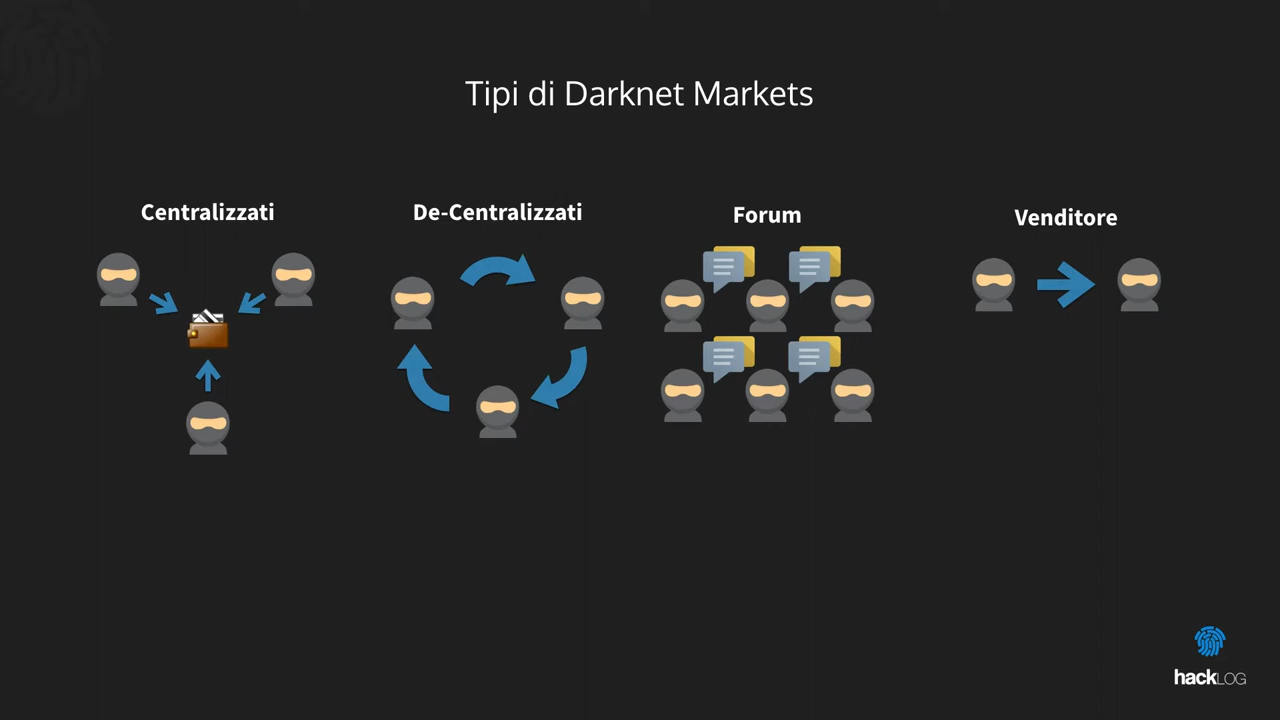 Tipi di Darknet Markets
Centralizzati
De-Centralizzati
Forum
Venditore
hackLOG